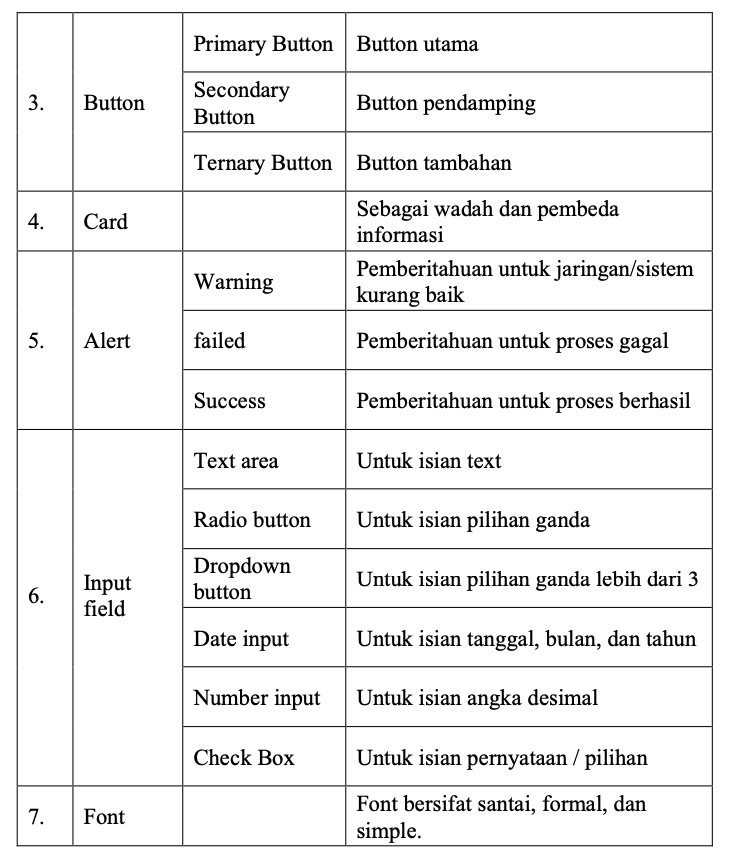 3.
Button
Primary Button
Button utama
Secondary
Button
Button pendamping
Ternary Button
Button tambahan
4.
Card
Sebagai wadah dan pembeda
informasi
5.
Alert
Warning
Pemberitahuan untuk jaringan/sistem
kurang baik
failed
Pemberitahuan untuk proses gagal
Success
Pemberitahuan untuk proses berhasil
6.
Input
field
Text area
Untuk isian text
Radio button
Untuk isian pilihan ganda
Dropdown
button
Untuk isian pilihan ganda lebih dari 3
Date input
Untuk isian tanggal, bulan, dan tahun
Number input
Untuk isian angka desimal
Check Box
Untuk isian pernyataan / pilihan
7.
Font
Font bersifat santai, formal, dan
simple.